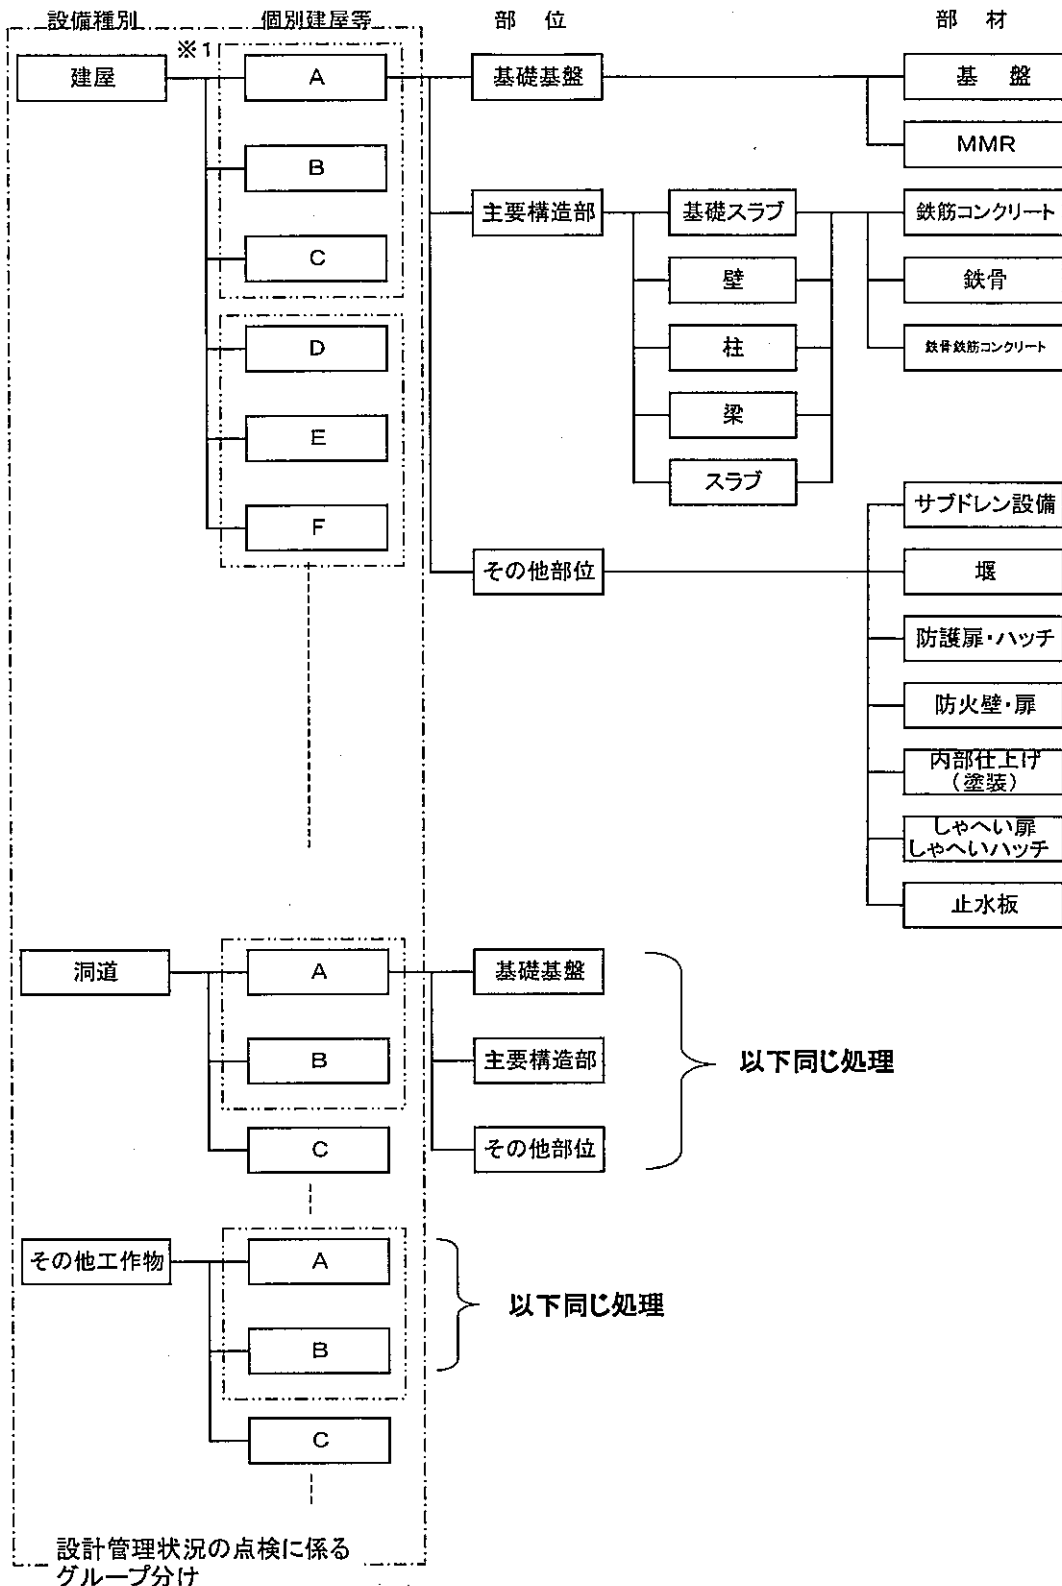 設備種別 個別建屋等 部 位 部 材
※1
建屋 A 基礎基盤 基 盤
MMR
B
主要構造部 基礎スラブ 鉄筋コンクリート
C 壁 鉄骨
D 柱 鉄骨鉄筋コンクリート
E 梁
スラブ
サブドレン設備
F
その他部位 堰
防護扉・ハッチ
防火壁・扉
内部仕上げ
(塗装)
しゃへい扉
しゃへいハッチ
止水板
洞道 A 基礎基盤
B 主要構造部 以下同じ処理
C その他部位
その他工作物 A
以下同じ処理
B
C
設計管理状況の点検に係る
グループ分け